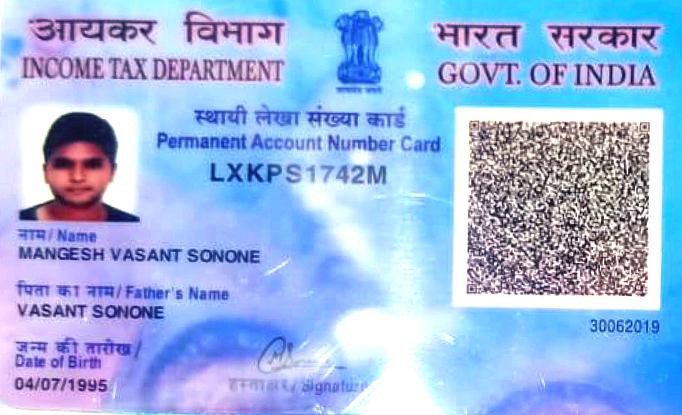 आयकर विभाग
INCOME TAX DEPARTMENT
भारत सरकार
GOVT. OF INDIA
स्थायी लेखा संख्या कार्ड
Permanent Account Number Card
LXKPS1742M
नाम/ Name
MANGESH VASANT SONONE
पिता का नाम/ Father's Name
VASANT SONONE
जन्म की तारीख/
Date of Birth
04/07/1995
हस्ताक्षर/ Signature
30062019